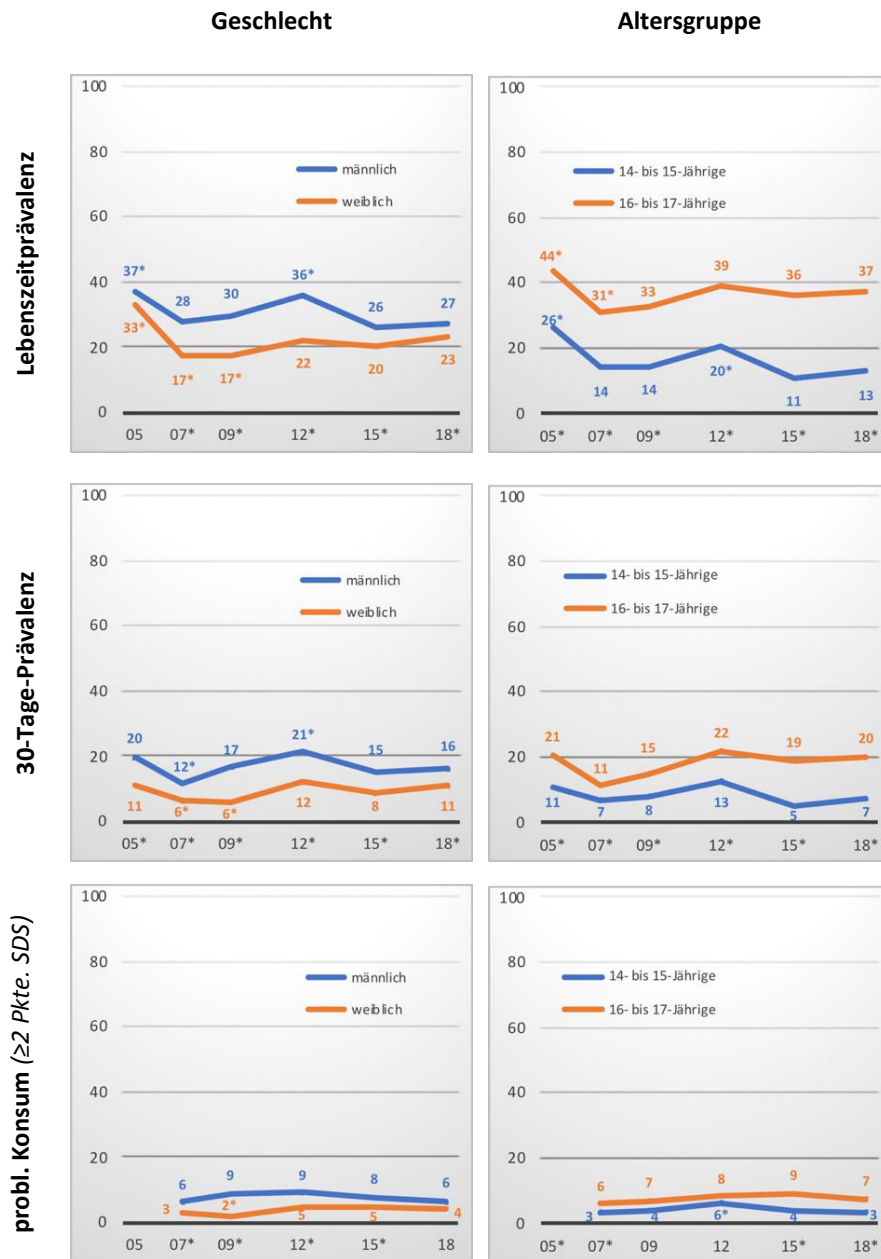 Geschlecht
Altersgruppe
Lebenszeitprävalenz
100
80
60
40
20
0
männlich
weiblich
37* 28 30 36* 26 27
33* 17* 17* 22 20 23
05 07* 09* 12* 15* 18*
100
80
60
40
20
0
14- bis 15-Jährige
16- bis 17-Jährige
44* 31* 33 39 36 37
26* 14 14 20* 11 13
05* 07* 09* 12* 15* 18*
30-Tage-Prävalenz
100
80
60
40
20
0
männlich
weiblich
20 12* 17 21* 15 16
11 6* 6* 12 8 11
05* 07* 09* 12* 15* 18*
100
80
60
40
20
0
14- bis 15-Jährige
16- bis 17-Jährige
21 11 15 22 19 20
11 7 8 13 5 7
05* 07* 09* 12* 15* 18*
probl. Konsum (≥2 Pkte. SDS)
100
80
60
40
20
0
männlich
weiblich
6 9 9 8 6
3 2* 5 5 4
05 07* 09* 12* 15* 18
100
80
60
40
20
0
14- bis 15-Jährige
16- bis 17-Jährige
6 7 8 9 7
3 4 6* 4 3
05* 07* 09* 12 15* 18*